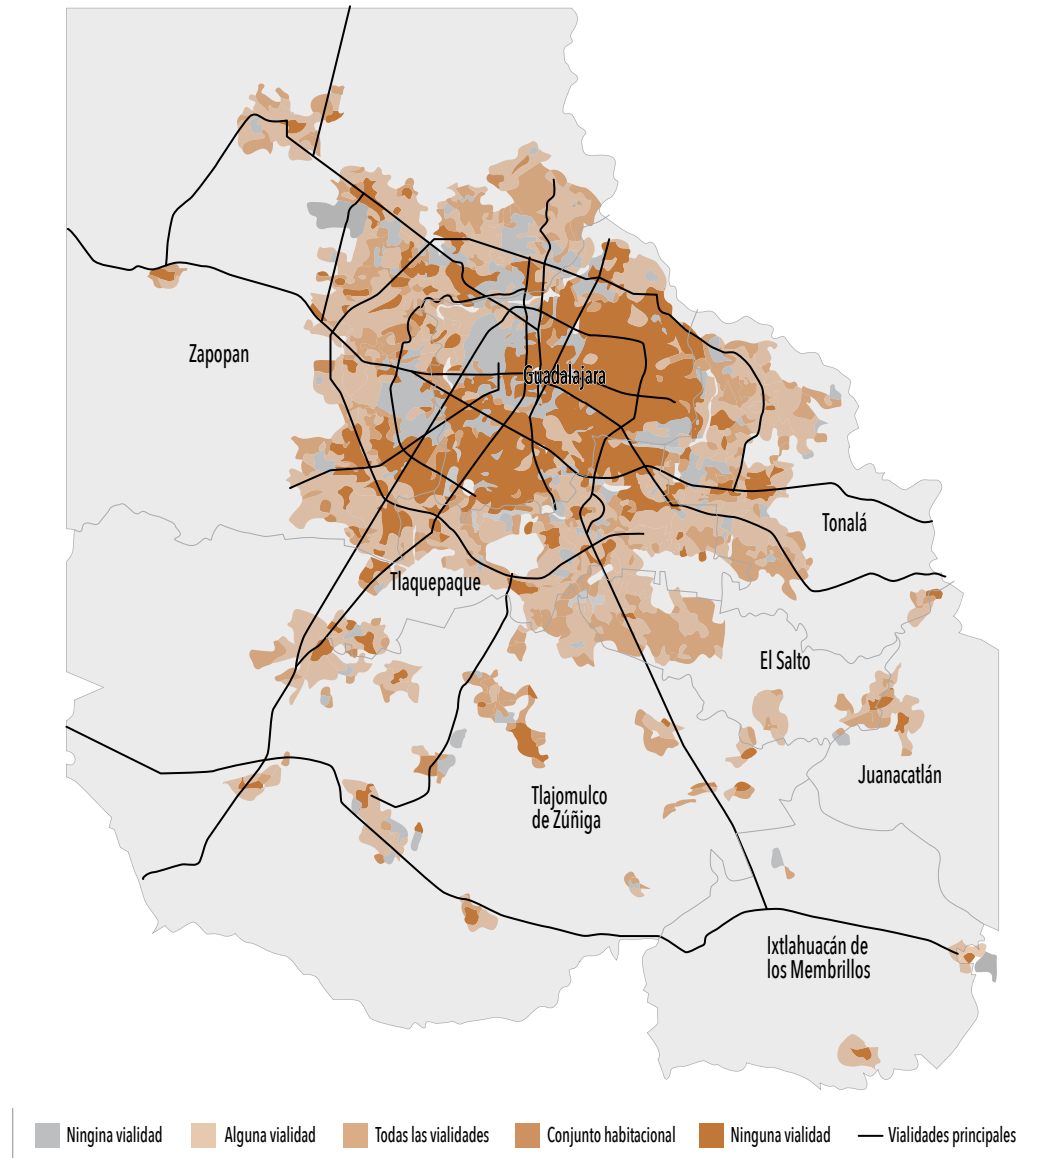 Zapopan
Guadalajara
Tonalá
Tlaquepaque
El Salto
Juanacatlán
Tlajomulco
de Zúñiga
Ixtlahuacán de
los Membrillos
Ningina vialidad
Alguna vialidad
Todas las vialidades
Conjunto habitacional
Ninguna vialidad
Vialidades principales